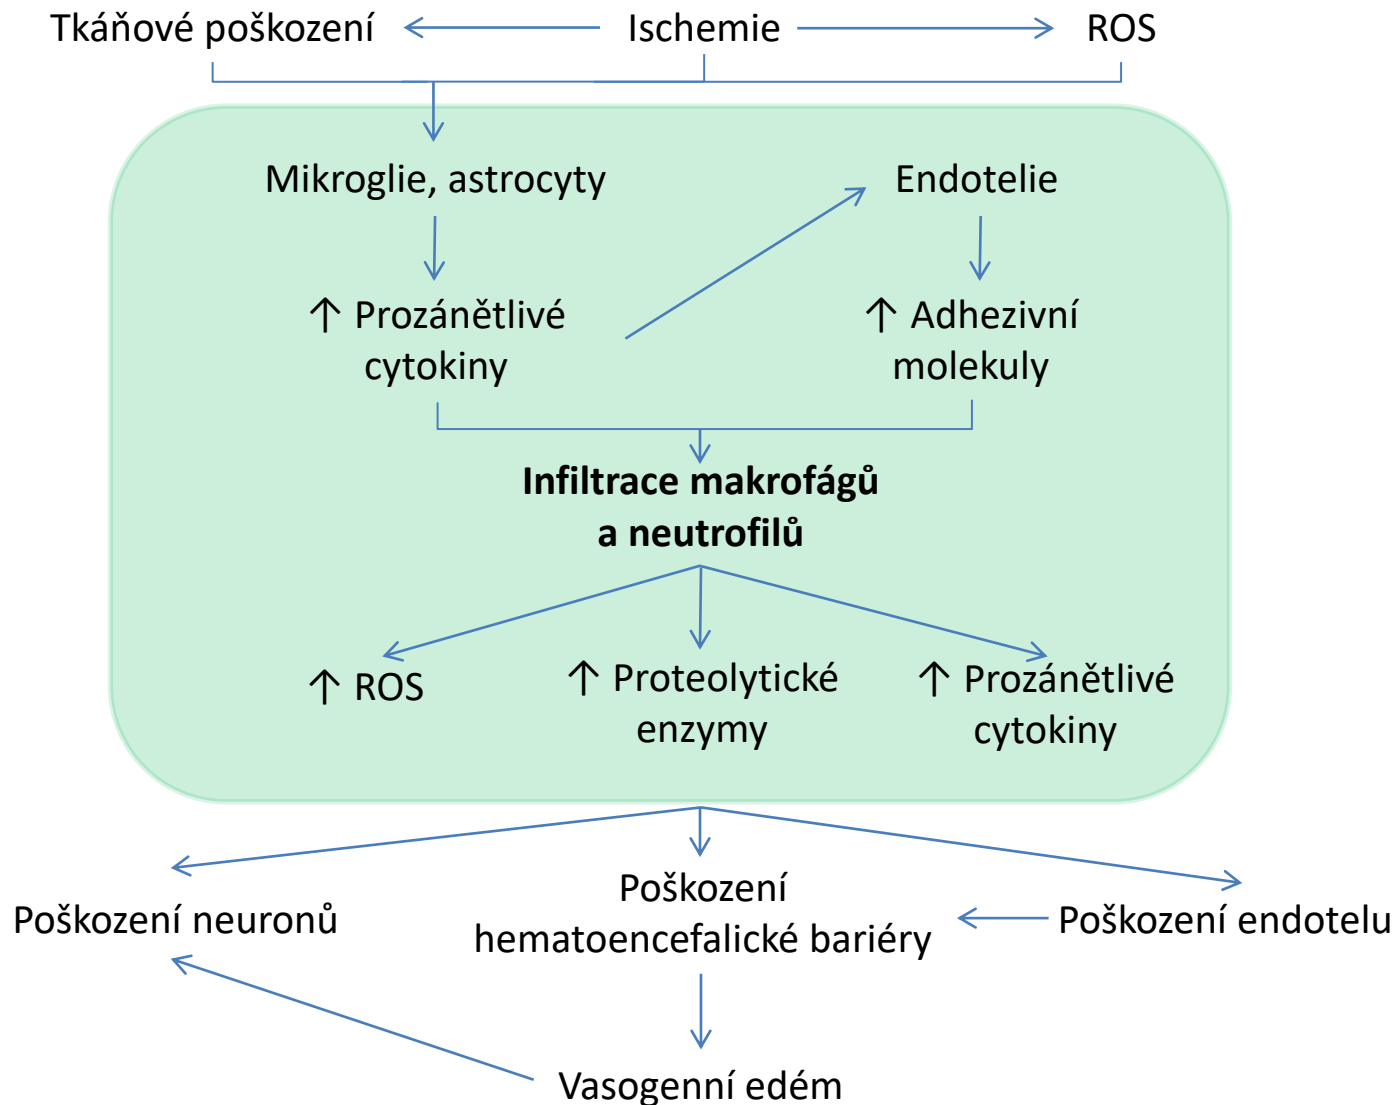 Tkáňové poškození
Ischemie
ROS
Mikroglie, astrocyty
Endotelie
↑ Prozánětlivé
cytokiny
↑ Adhezivní
molekuly
Infiltrace makrofágů
a neutrofilů
↑ ROS
↑ Proteolytické
enzymy
↑ Prozánětlivé
cytokiny
Poškození neuronů
Poškození
hematoencefalické bariéry
Poškození endotelu
Vasogenní edém